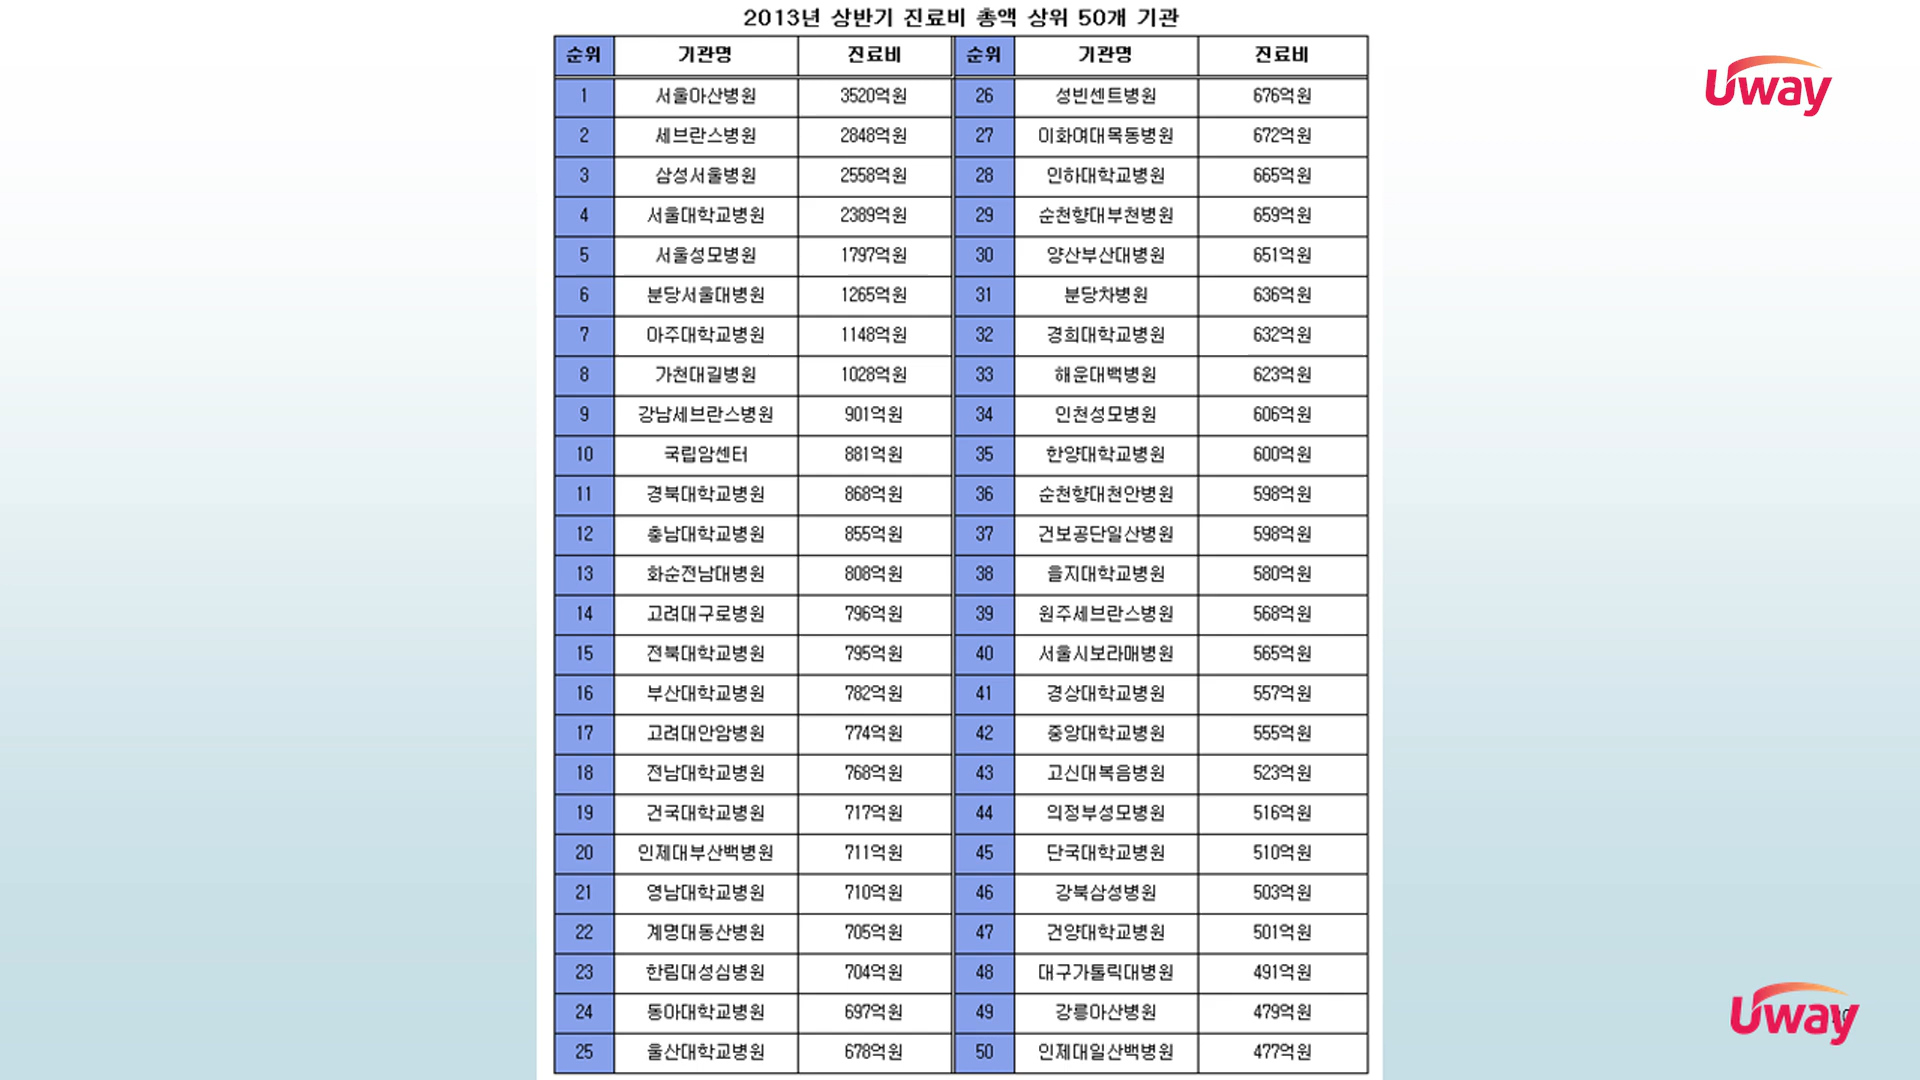 2013년 상반기 진료비 총액 상위 50개 기관
순위 기관명 진료비 순위 기관명 진료비
1 서울아산병원 3520억원 26 성빈센트병원 676억원
2 세브란스병원 2848억원 27 이화여대목동병원 672억원
3 삼성서울병원 2558억원 28 인하대학교병원 665억원
4 서울대학교병원 2389억원 29 순천향대부천병원 659억원
5 서울성모병원 1797억원 30 양산부산대병원 651억원
6 분당서울대병원 1265억원 31 분당차병원 636억원
7 아주대학교병원 1148억원 32 경희대학교병원 632억원
8 가천대길병원 1028억원 33 해운대백병원 623억원
9 강남세브란스병원 901억원 34 인천성모병원 606억원
10 국립암센터 881억원 35 한양대학교병원 600억원
11 경북대학교병원 868억원 36 순천향대천안병원 598억원
12 충남대학교병원 855억원 37 건보공단일산병원 598억원
13 화순전남대병원 808억원 38 을지대학교병원 580억원
14 고려대구로병원 796억원 39 원주세브란스병원 568억원
15 전북대학교병원 795억원 40 서울시보라매병원 565억원
16 부산대학교병원 782억원 41 경상대학교병원 557억원
17 고려대안암병원 774억원 42 중앙대학교병원 555억원
18 전남대학교병원 768억원 43 고신대복음병원 523억원
19 건국대학교병원 717억원 44 의정부성모병원 516억원
20 인제대부산백병원 711억원 45 단국대학교병원 510억원
21 영남대학교병원 710억원 46 강북삼성병원 503억원
22 계명대동산병원 705억원 47 건양대학교병원 501억원
23 한림대성심병원 704억원 48 대구가톨릭대병원 491억원
24 동아대학교병원 697억원 49 강릉아산병원 479억원
25 울산대학교병원 678억원 50 인제대일산백병원 477억원
Uway
Uway